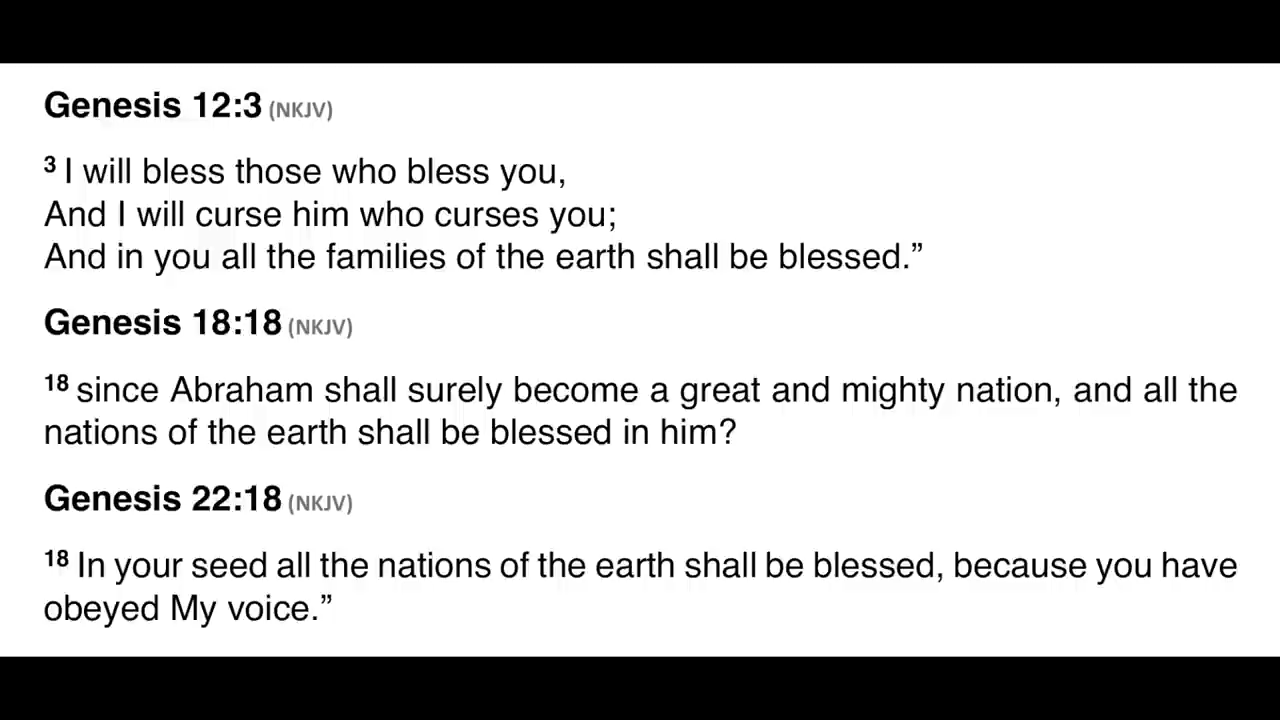 Genesis 12:3 (NKJV)
3 I will bless those who bless you,
And I will curse him who curses you;
And in you all the families of the earth shall be blessed.”
Genesis 18:18 (NKJV)
18 since Abraham shall surely become a great and mighty nation, and all the
nations of the earth shall be blessed in him?
Genesis 22:18 (NKJV)
18 In your seed all the nations of the earth shall be blessed, because you have
obeyed My voice.”